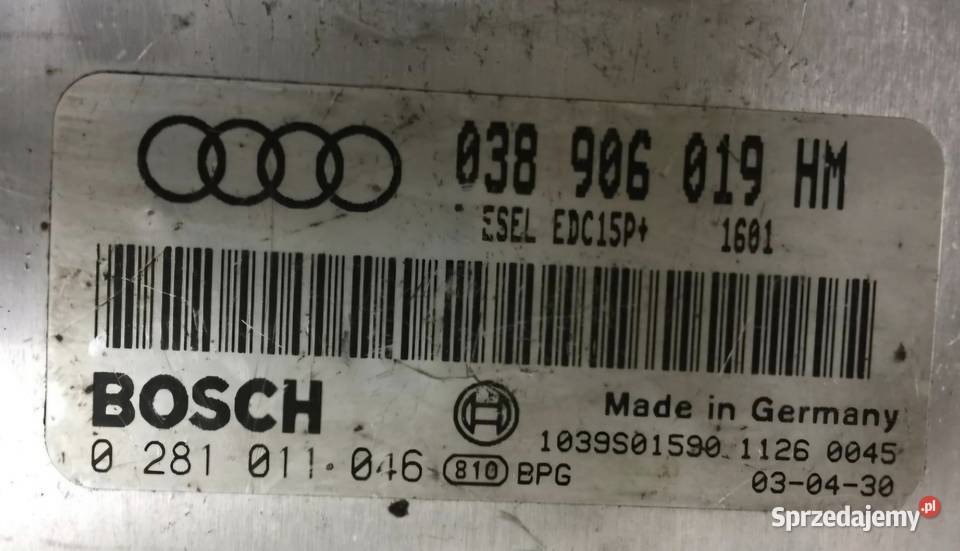 038 906 019 HM
ESEL EDC15P+ 1601
BOSCH
Made in Germany
0 281 011 046 810 BPG
1039S01590 1126 0045
03-04-30
Sprzedajemy.pl